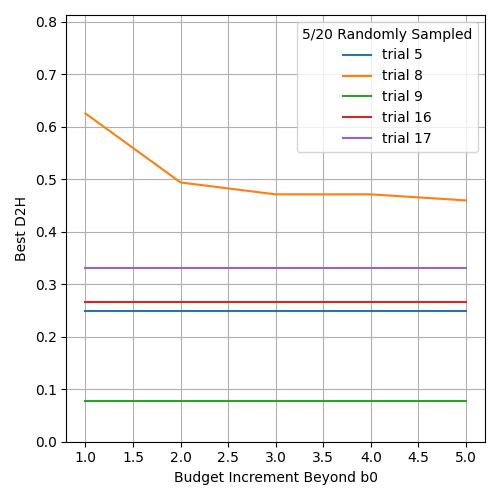 5/20 Randomly Sampled
trial 5
trial 8
trial 9
trial 16
trial 17
0.8
0.7
0.6
0.5
0.4
0.3
0.2
0.1
0.0
Best D2H
1.0 1.5 2.0 2.5 3.0 3.5 4.0 4.5 5.0
Budget Increment Beyond b0